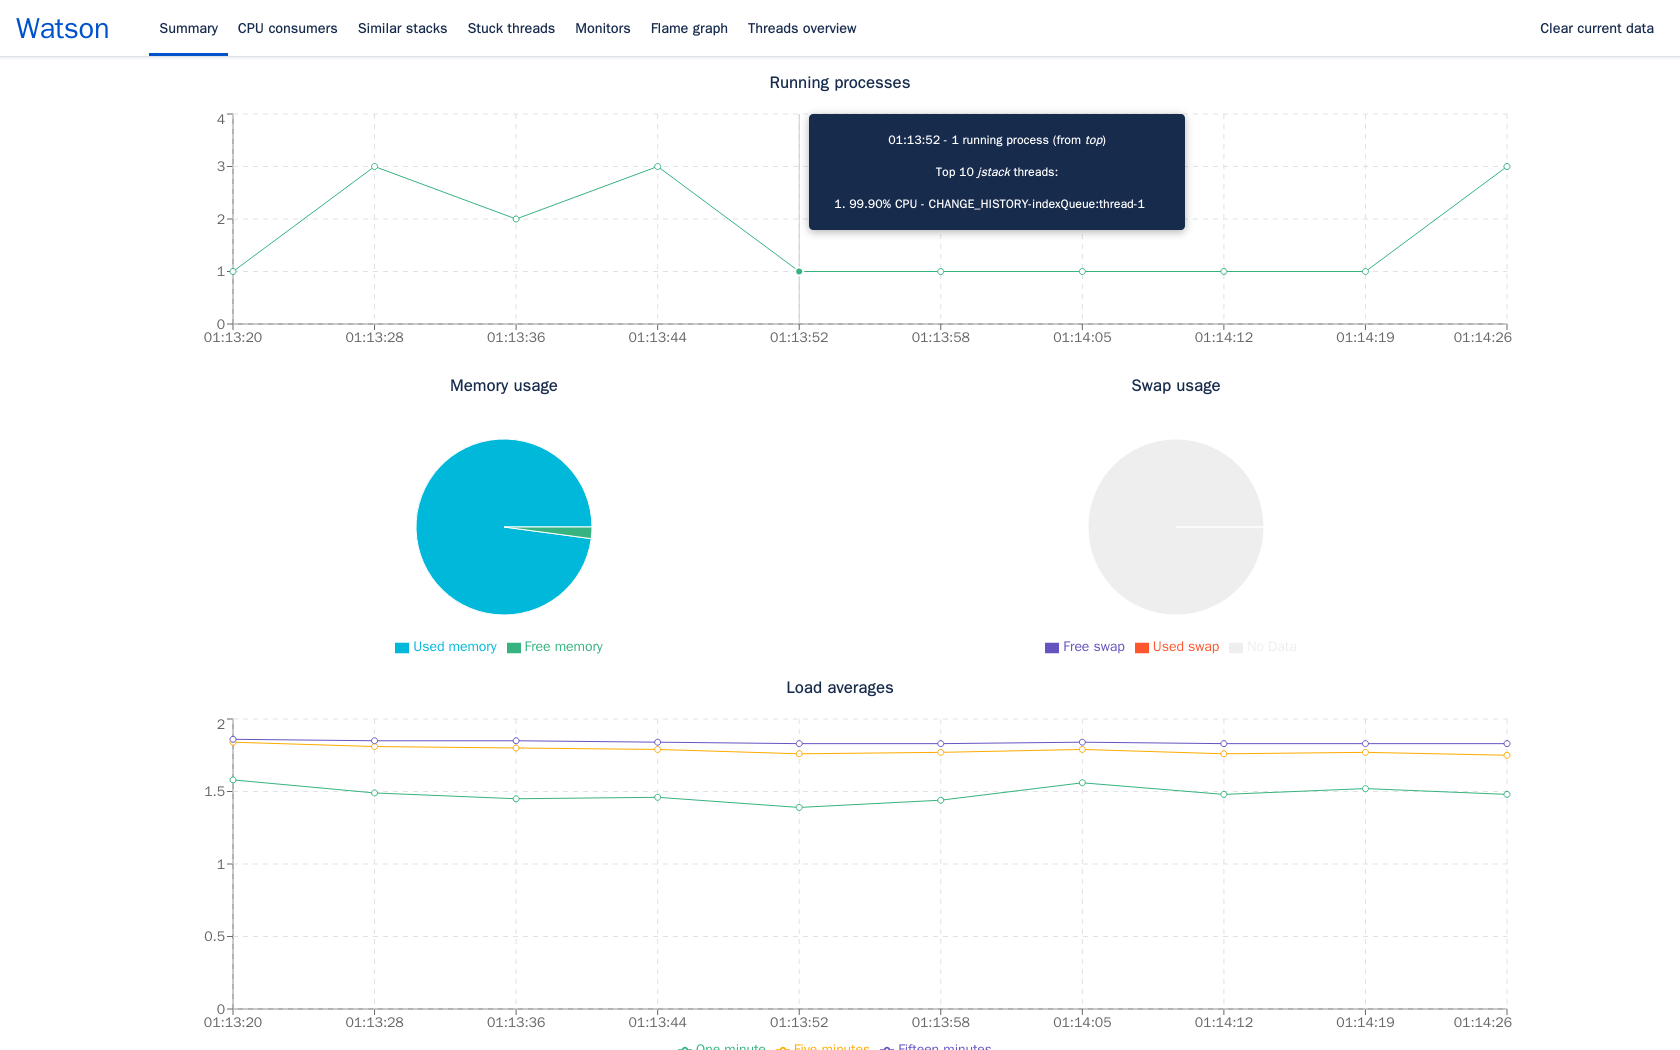 Watson Summary CPU consumers Similar stacks Stuck threads Monitors Flame graph Threads overview Clear current data
Running processes
4
3
2
1
0
01:13:52 - 1 running process (from top)
Top 10 jstack threads:
1. 99.90% CPU - CHANGE_HISTORY-indexQueue:thread-1
01:13:20 01:13:28 01:13:36 01:13:44 01:13:52 01:13:58 01:14:05 01:14:12 01:14:19 01:14:26
Memory usage
Used memory Free memory
Swap usage
Free swap Used swap No Data
Load averages
2
1.5
1
0.5
0
01:13:20 01:13:28 01:13:36 01:13:44 01:13:52 01:13:58 01:14:05 01:14:12 01:14:19 01:14:26
One minute Five minutes Fifteen minutes